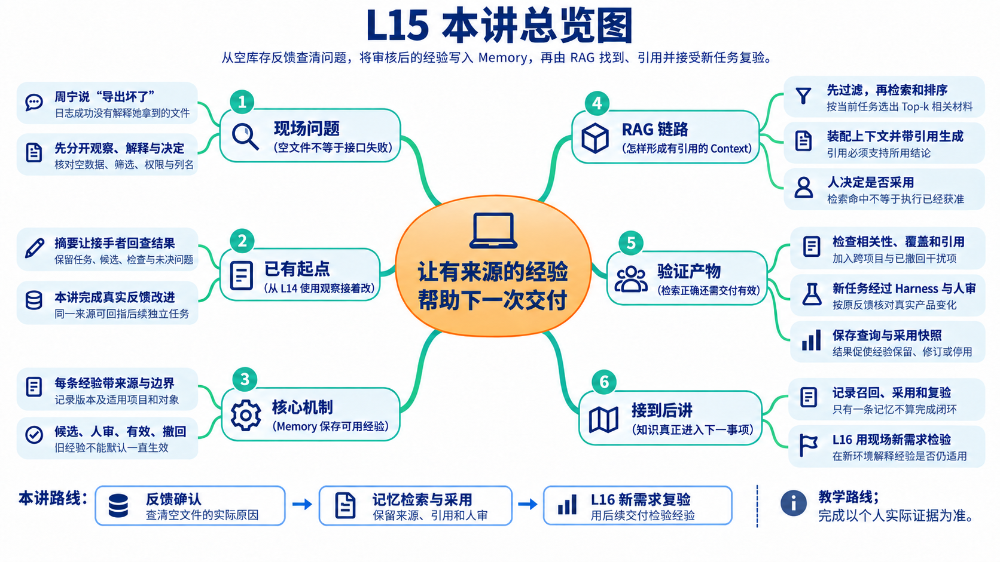 L15 本讲总览图
从空库存反馈查清问题，将审核后的经验写入 Memory，再由 RAG 找到、引用并接受新任务复验。
周宁说“导出坏了”
日志成功没有解释她拿到的文件
先分开观察、解释与决定
核对空数据、筛选、权限与列名
1
现场问题
（空文件不等于接口失败）
摘要让接手者回查结果
保留任务、候选、检查与未决问题
本讲完成真实反馈改进
同一来源可回指后续独立任务
2
已有起点
（从 L14 使用观察接着改）
每条经验带来源与边界
记录版本及适用项目和对象
候选、人审、有效、撤回
旧经验不能默认一直生效
3
核心机制
（Memory 保存可用经验）
让有来源的经验
帮助下一次交付
4
RAG 链路
（怎样形成有引用的 Context）
先过滤，再检索和排序
按当前任务选出 Top-k 相关材料
装配上下文并带引用生成
引用必须支持所用结论
人决定是否采用
检索命中不等于执行已经获准
5
验证产物
（检索正确还需交付有效）
检查相关性、覆盖和引用
加入跨项目与已撤回干扰项
新任务经过 Harness 与人审
按原反馈核对真实产品变化
保存查询与采用快照
结果促使经验保留、修订或停用
6
接到后讲
（知识真正进入下一事项）
记录召回、采用和复验
只有一条记忆不算完成闭环
L16 用现场新需求检验
在新环境解释经验是否仍适用
本讲路线：
反馈确认
查清空文件的实际原因
记忆检索与采用
保留来源、引用和人审
L16 新需求复验
用后续交付检验经验
教学路线；
完成以个人实际证据为准。